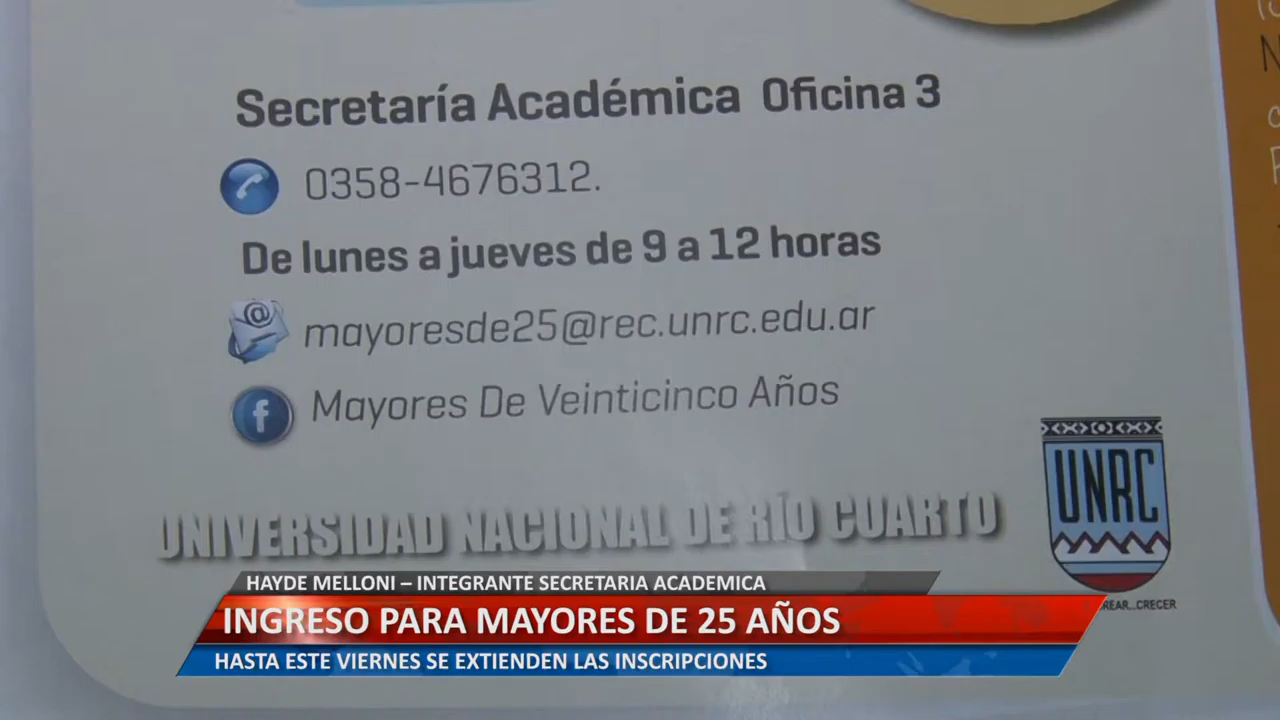 Secretaría Académica Oficina 3
0358-4676312.
De lunes a jueves de 9 a 12 horas
mayoresde25@rec.unrc.edu.ar
Mayores De Veinticinco Años
UNIVERSIDAD NACIONAL DE RÍO CUARTO
UNRC
CRECER
HAYDE MELLONI – INTEGRANTE SECRETARIA ACADEMICA
INGRESO PARA MAYORES DE 25 AÑOS
HASTA ESTE VIERNES SE EXTIENDEN LAS INSCRIPCIONES